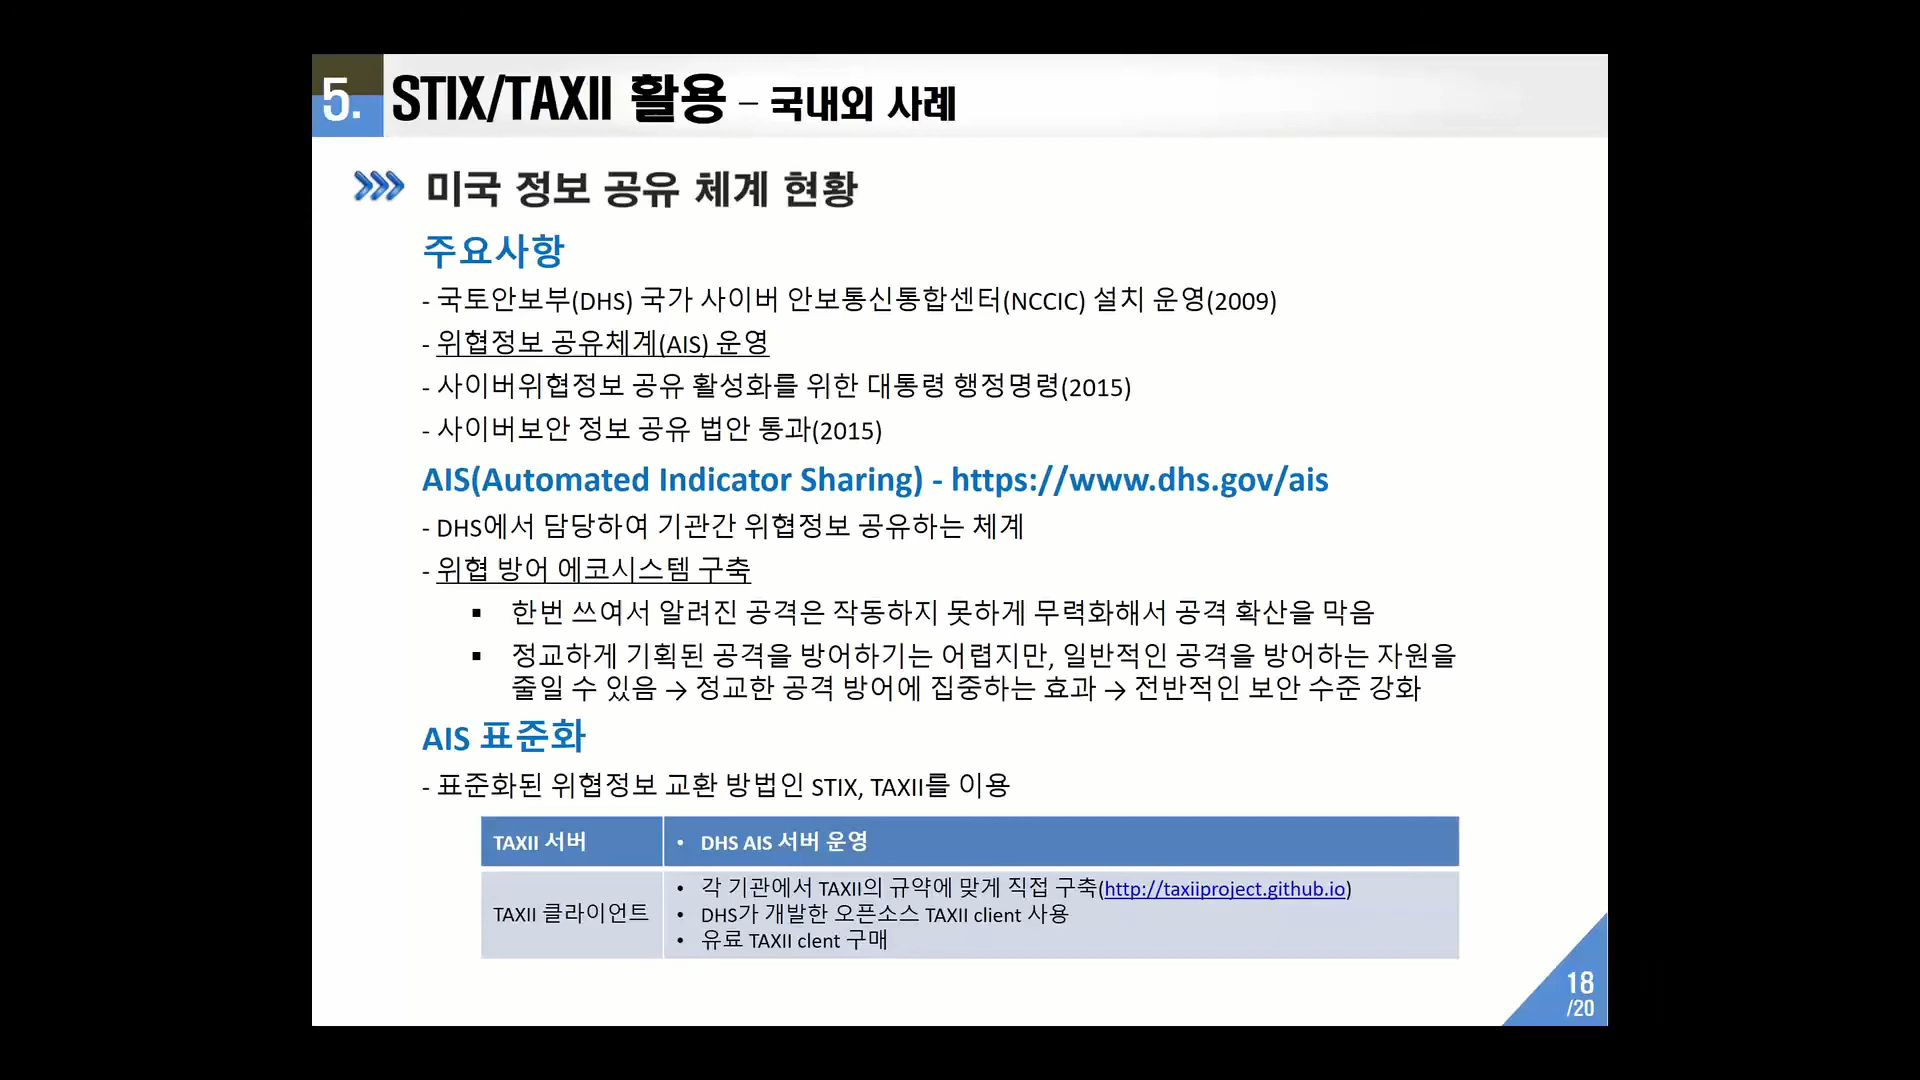 5. STIX/TAXII 활용 – 국내외 사례
미국 정보 공유 체계 현황
주요사항
- 국토안보부(DHS) 국가 사이버 안보통신통합센터(NCCIC) 설치 운영(2009)
- 위협정보 공유체계(AIS) 운영
- 사이버위협정보 공유 활성화를 위한 대통령 행정명령(2015)
- 사이버보안 정보 공유 법안 통과(2015)
AIS(Automated Indicator Sharing) - https://www.dhs.gov/ais
- DHS에서 담당하여 기관간 위협정보 공유하는 체계
- 위협 방어 에코시스템 구축
▪ 한번 쓰여서 알려진 공격은 작동하지 못하게 무력화해서 공격 확산을 막음
▪ 정교하게 기획된 공격을 방어하기는 어렵지만, 일반적인 공격을 방어하는 자원을
줄일 수 있음 → 정교한 공격 방어에 집중하는 효과 → 전반적인 보안 수준 강화
AIS 표준화
- 표준화된 위협정보 교환 방법인 STIX, TAXII를 이용
TAXII 서버
• DHS AIS 서버 운영
TAXII 클라이언트
• 각 기관에서 TAXII의 규약에 맞게 직접 구축(http://taxiiproject.github.io)
• DHS가 개발한 오픈소스 TAXII client 사용
• 유료 TAXII clent 구매
18
/20